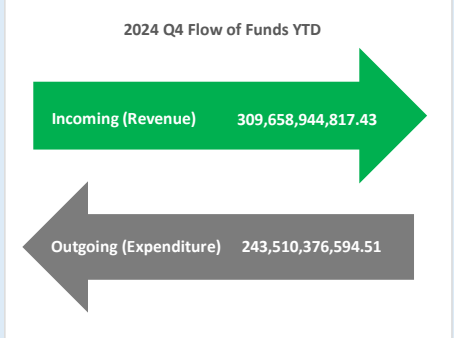 2024 Q4 Flow of Funds YTD
Incoming (Revenue) 309,658,944,817.43
Outgoing (Expenditure) 243,510,376,594.51